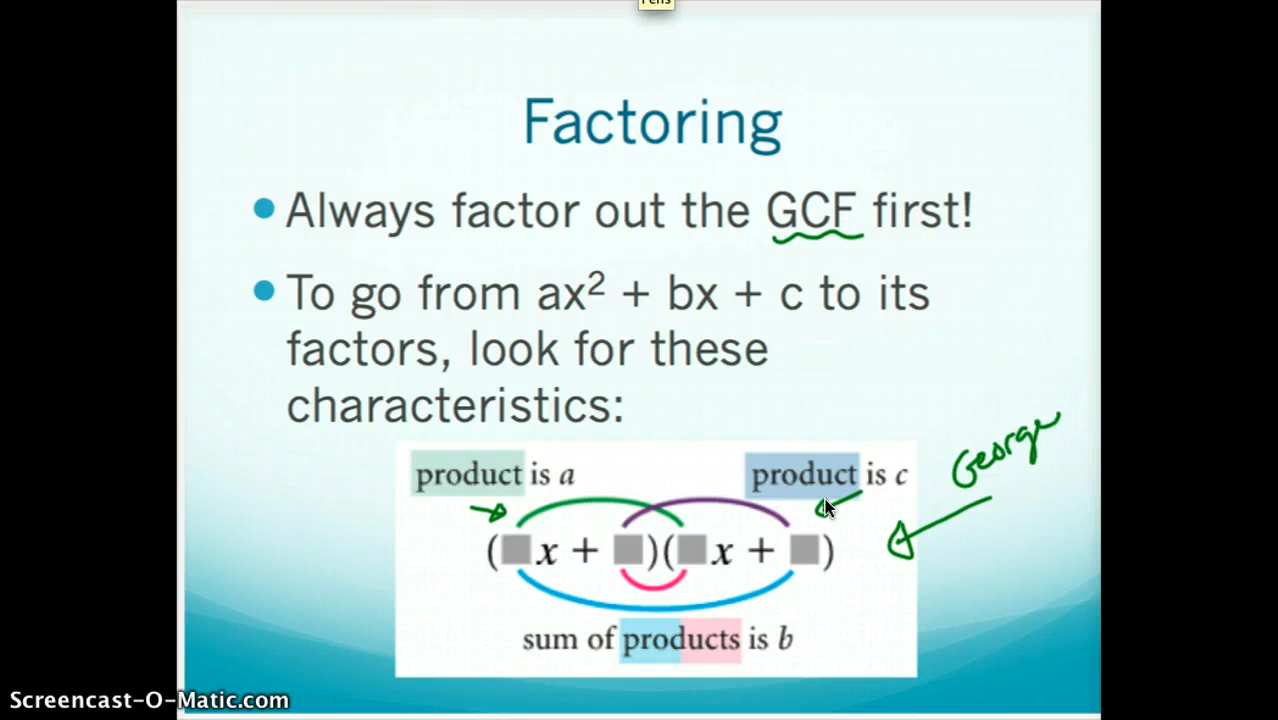 Factoring
Always factor out the GCF first!
To go from ax² + bx + c to its
factors, look for these
characteristics:
George
product is a
product is c
(x + )(x + )
sum of products is b
Screencast-O-Matic.com